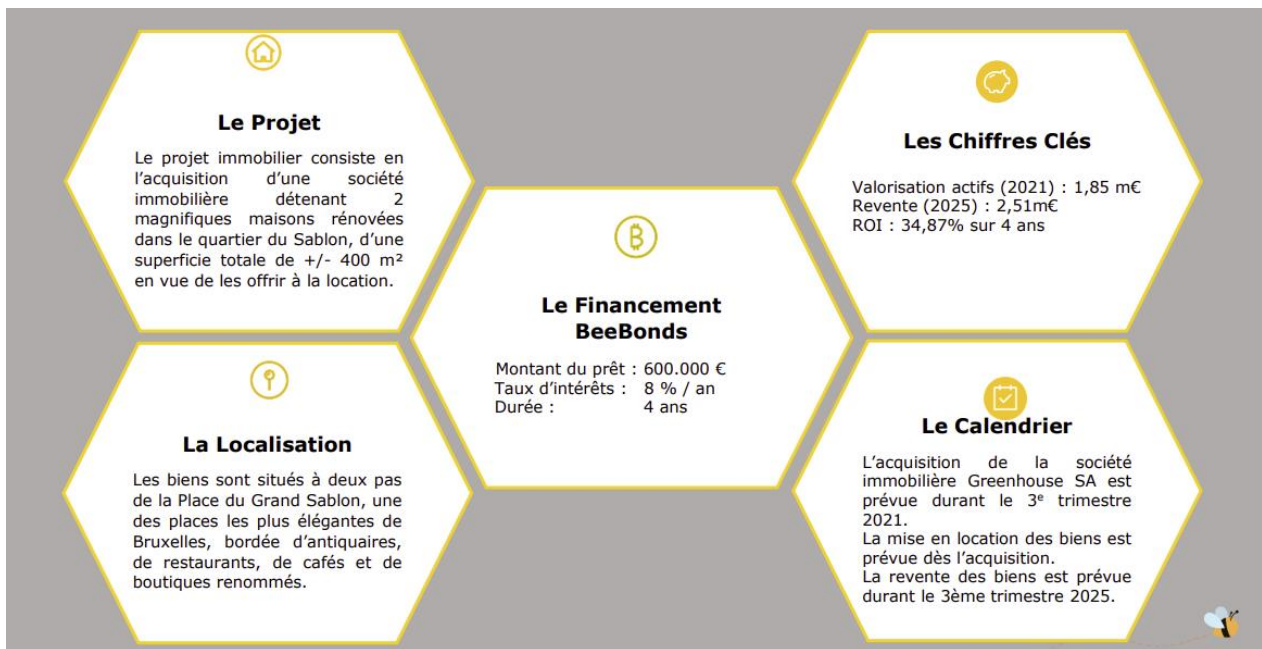 Le Projet
Le projet immobilier consiste en
l’acquisition d’une société
immobilière détenant 2
magnifiques maisons rénovées
dans le quartier du Sablon, d’une
superficie totale de +/- 400 m²
en vue de les offrir à la location.
La Localisation
Les biens sont situés à deux pas
de la Place du Grand Sablon, une
des places les plus élégantes de
Bruxelles, bordée d’antiquaires,
de restaurants, de cafés et de
boutiques renommés.
Le Financement
BeeBonds
Montant du prêt : 600.000 €
Taux d’intérêts : 8 % / an
Durée : 4 ans
Les Chiffres Clés
Valorisation actifs (2021) : 1,85 m€
Revente (2025) : 2,51m€
ROI : 34,87% sur 4 ans
Le Calendrier
L’acquisition de la société
immobilière Greenhouse SA est
prévue durant le 3e trimestre
2021.
La mise en location des biens est
prévue dès l’acquisition.
La revente des biens est prévue
durant le 3ème trimestre 2025.